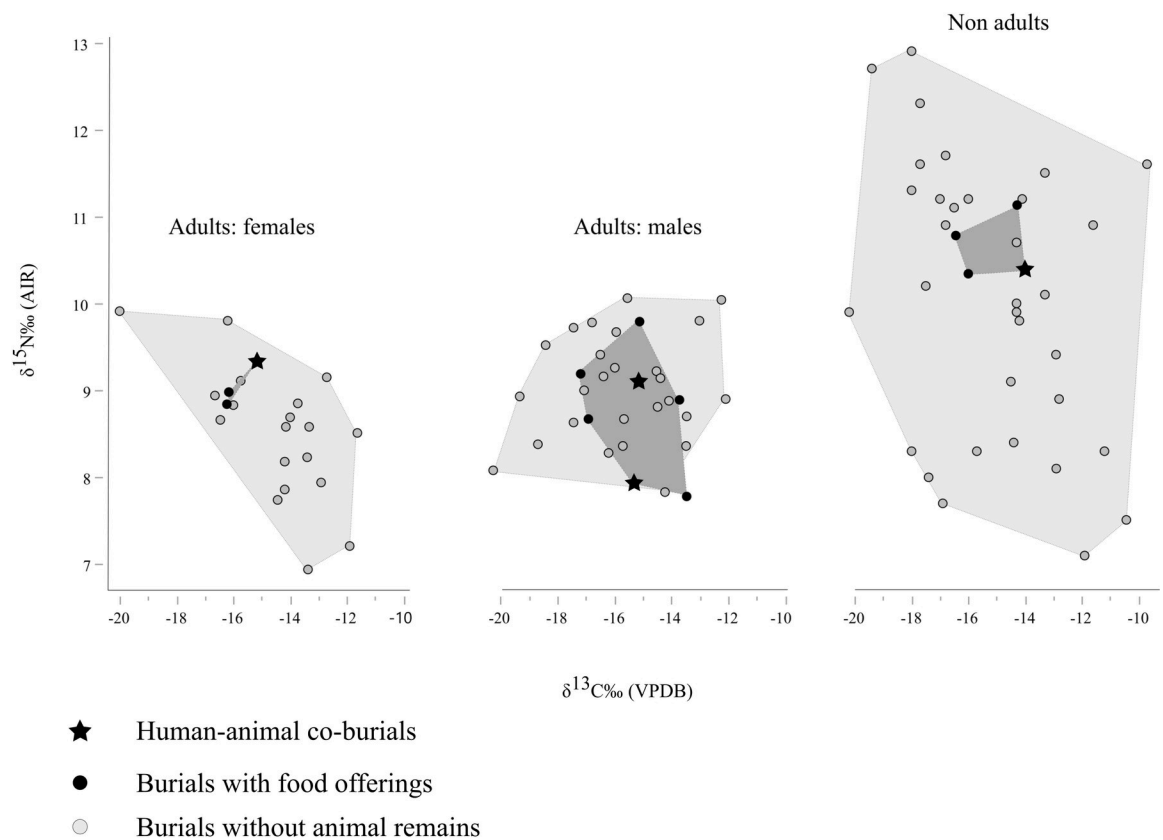 Non adults
13
12
11
10
9
8
7
δ15N‰ (AIR)
Adults: females
Adults: males
-20 -18 -16 -14 -12 -10
-20 -18 -16 -14 -12 -10
-20 -18 -16 -14 -12 -10
δ13C‰ (VPDB)
Human-animal co-burials
Burials with food offerings
Burials without animal remains